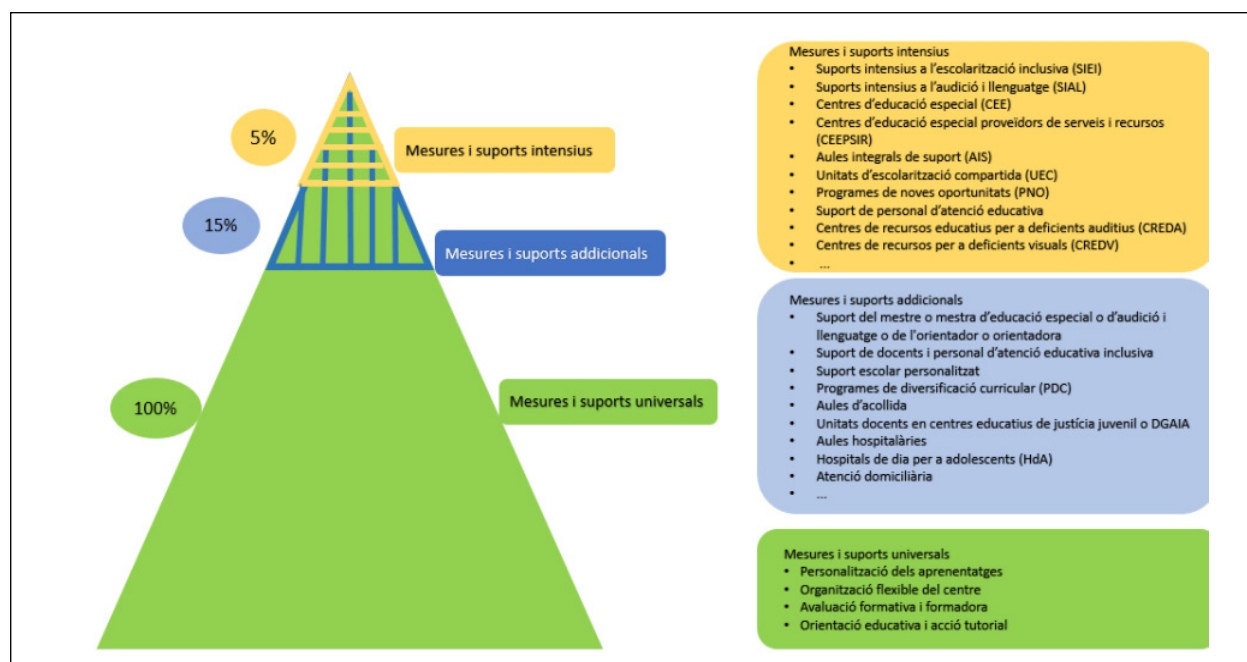 5%
Mesures i suports intensius
15%
Mesures i suports addicionals
100%
Mesures i suports universals
Mesures i suports intensius
• Suports intensius a l'escolarització inclusiva (SIEI)
• Suports intensius a l'audició i llenguatge (SIAL)
• Centres d'educació especial (CEE)
• Centres d'educació especial proveïdors de serveis i recursos
(CEEPSIR)
• Aules integrals de suport (AIS)
• Unitats d'escolarització compartida (UEC)
• Programes de noves oportunitats (PNO)
• Suport de personal d'atenció educativa
• Centres de recursos educatius per a deficients auditius (CREDA)
• Centres de recursos per a deficients visuals (CREDV)
• ...
Mesures i suports addicionals
• Suport del mestre o mestra d'educació especial o d'audició i
llenguatge o de l'orientador o orientadora
• Suport de docents i personal d'atenció educativa inclusiva
• Suport escolar personalitzat
• Programes de diversificació curricular (PDC)
• Aules d'acollida
• Unitats docents en centres educatius de justícia juvenil o DGAIA
• Aules hospitalàries
• Hospitals de dia per a adolescents (HdA)
• Atenció domiciliària
• ...
Mesures i suports universals
• Personalització dels aprenentatges
• Organització flexible del centre
• Avaluació formativa i formadora
• Orientació educativa i acció tutorial